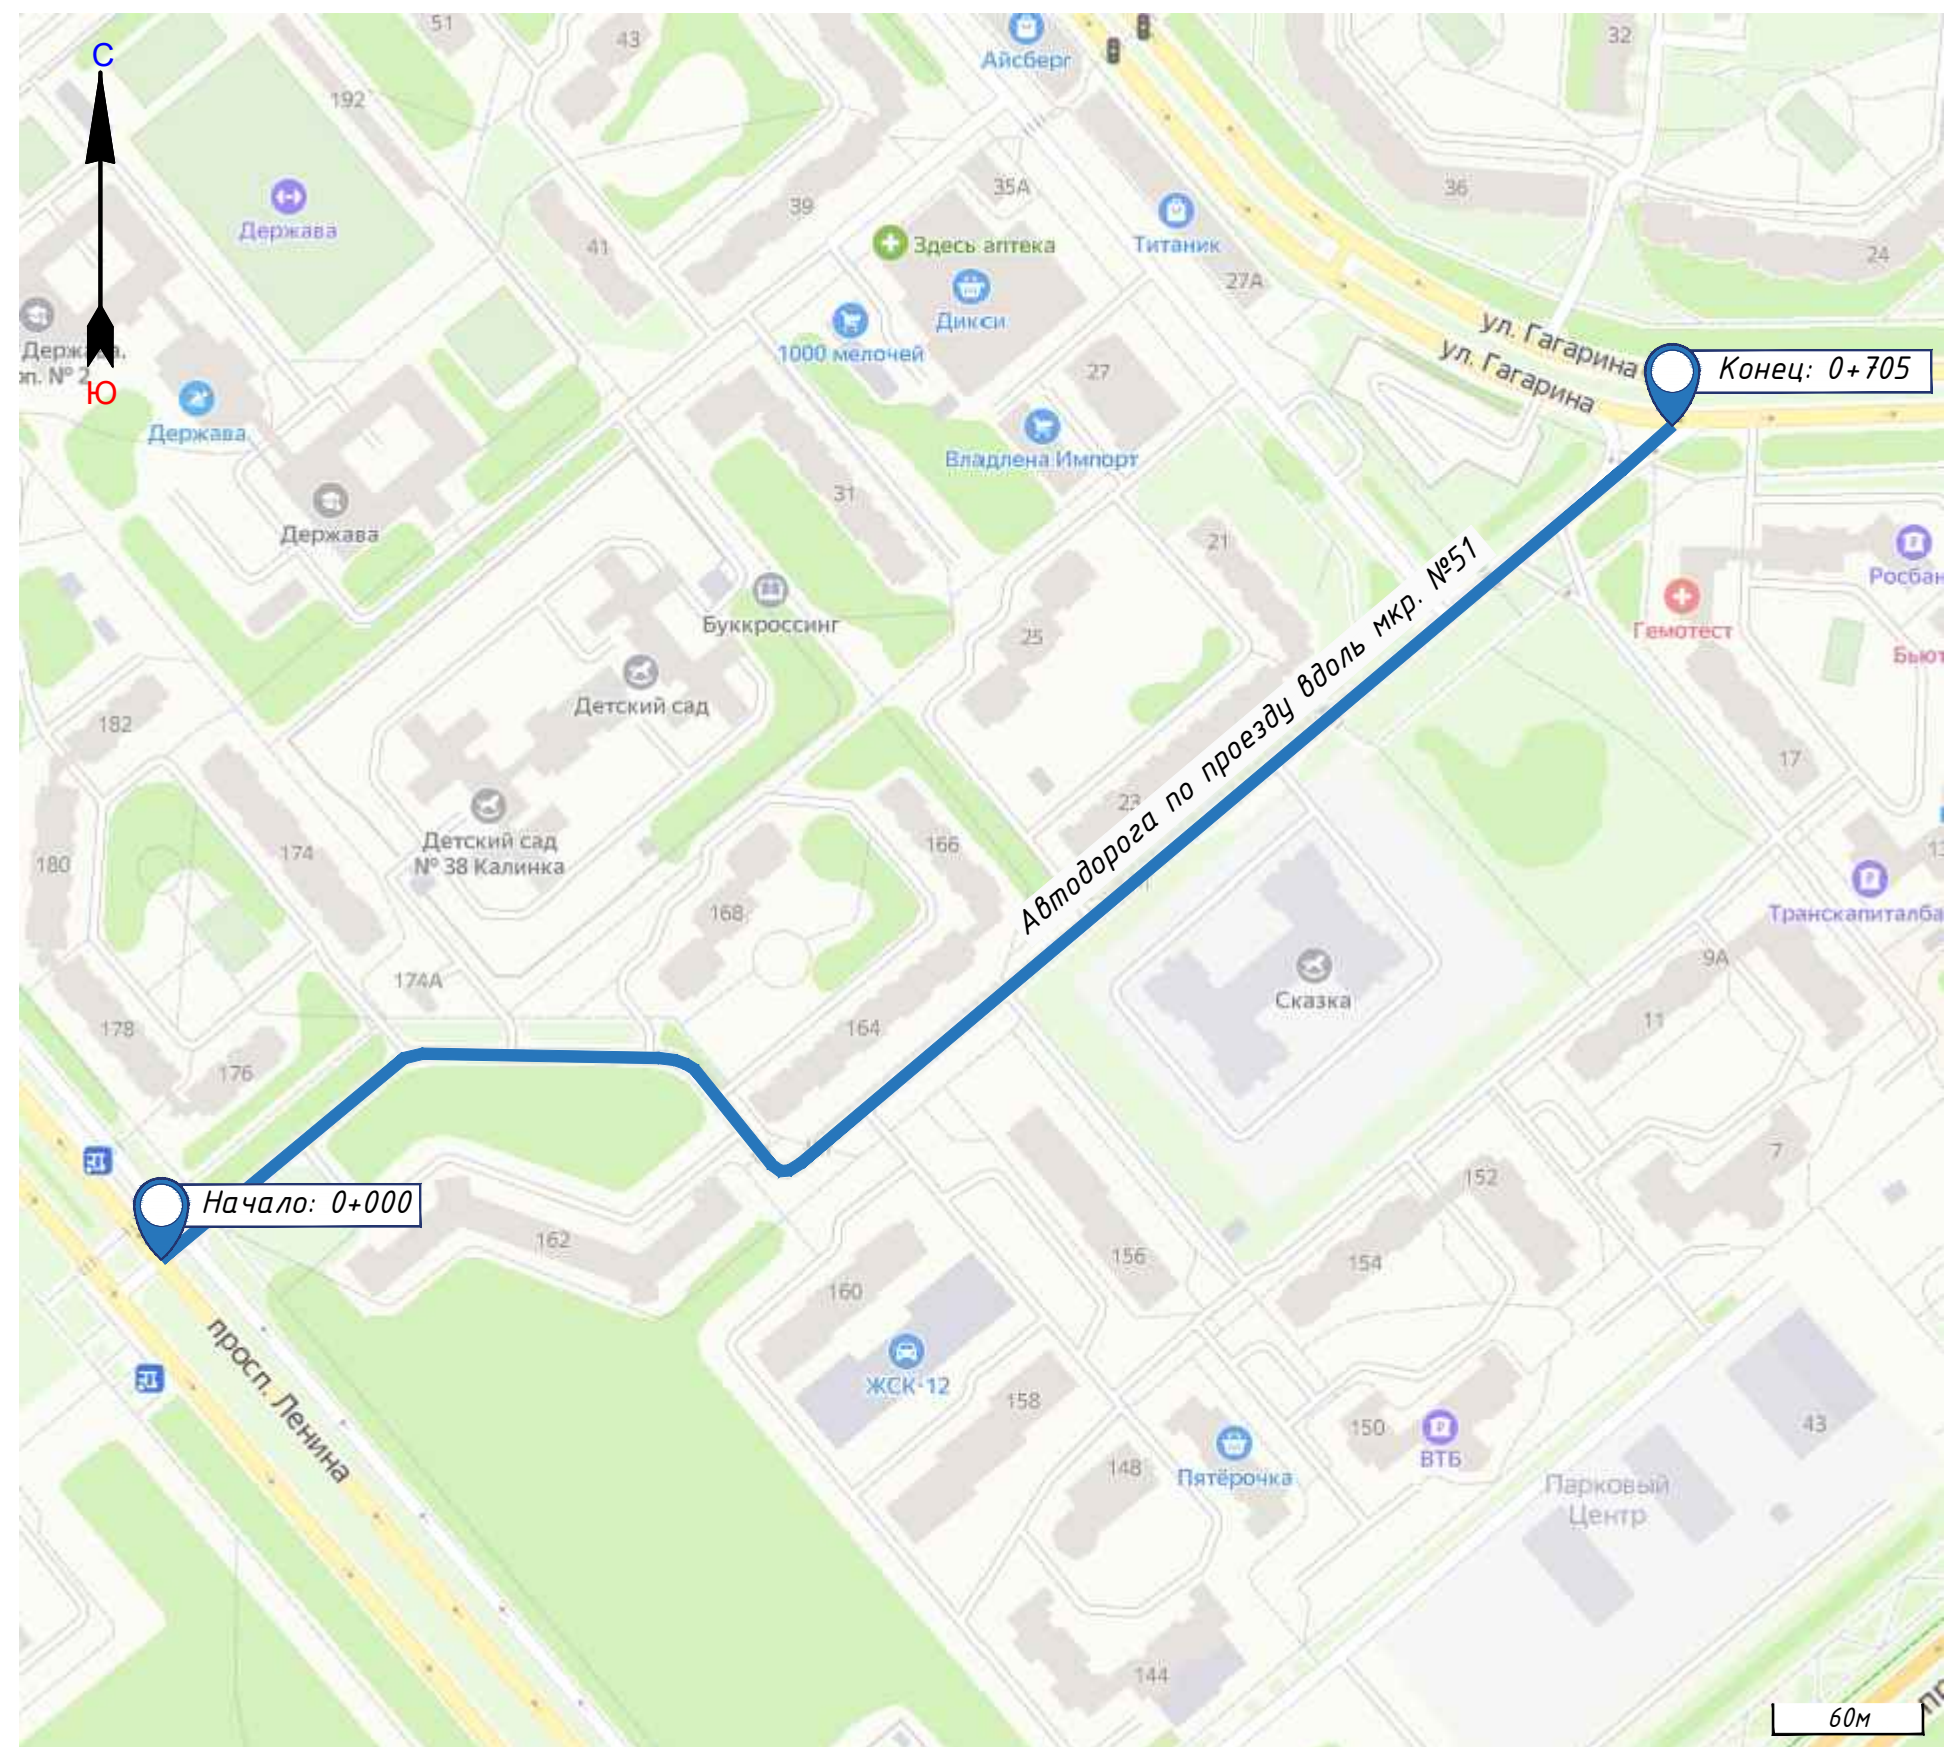 С
51
43
Айсберг
32
192
35А
36
39
Держава
41
Здесь аптека
Титаник
24
27А
Дикси
ул. Гагарина
1000 мелочей
ул. Гагарина
Конец: 0+705
27
Ю
Держава
Владлена Импорт
31
Держава
21
Автодорога по проезду вдоль мкр. №51
Гемотест
Буккроссинг
25
Детский сад
182
17
23
Детский сад
№ 38 Калинка
166
174
180
168
9А
174А
Сказка
178
164
11
176
7
152
Начало: 0+000
162
156
154
160
просп. Ленина
ЖСК-12
158
150
ВТБ
43
148
Пятёрочка
Парковый
Центр
144
60м